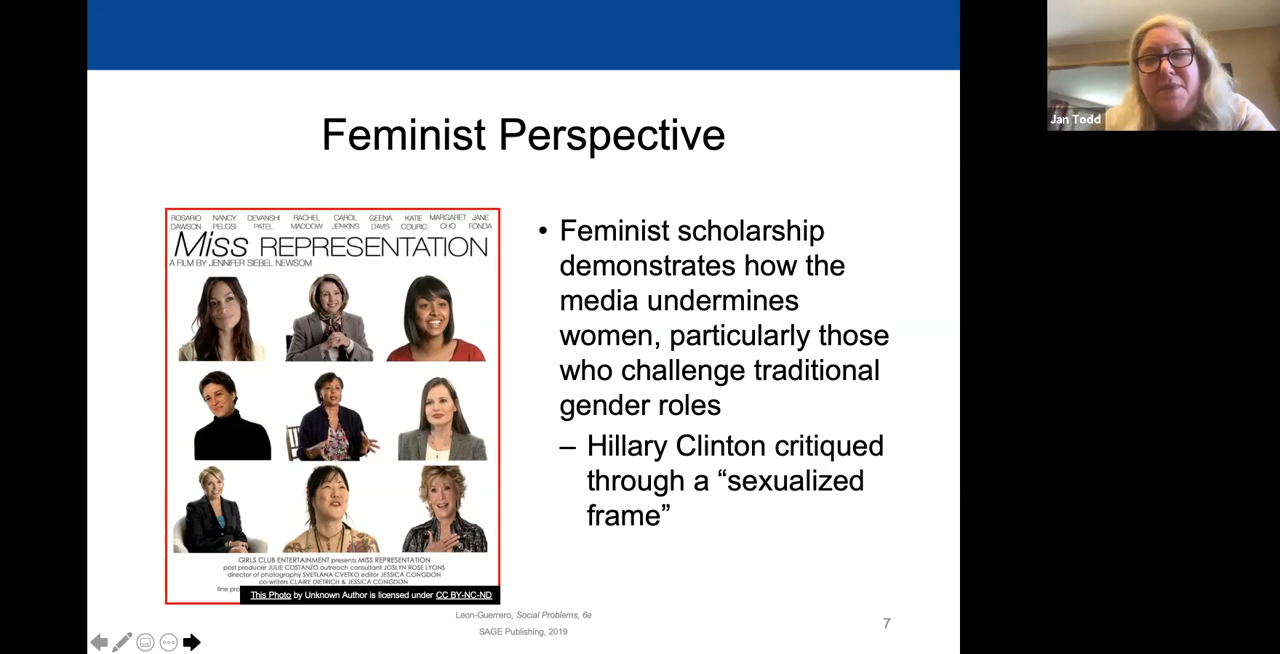 Jan Todd
Feminist Perspective
ROSARIO NANCY DEVANSHI RACHEL CAROL GEENA KATIE MARGARET JANE
DAWSON PELOSI PATEL MADDOW JENKINS DAVIS COURIC CHO FONDA
Miss REPRESENTATION
A FILM BY JENNIFER SIEBEL NEWSOM
GIRLS CLUB ENTERTAINMENT presents MISS REPRESENTATION
post producer JULIE COSTANZO outreach consultant JOSLYN ROSE LYONS
director of photography SVETLANA CVETKO editor JESSICA CONGDON
co-writers CLAIRE DIETRICH & JESSICA CONGDON
line pro
This Photo by Unknown Author is licensed under CC BY-NC-ND
• Feminist scholarship
demonstrates how the
media undermines
women, particularly those
who challenge traditional
gender roles
– Hillary Clinton critiqued
through a “sexualized
frame”
Leon-Guerrero, Social Problems, 6e
SAGE Publishing, 2019
7